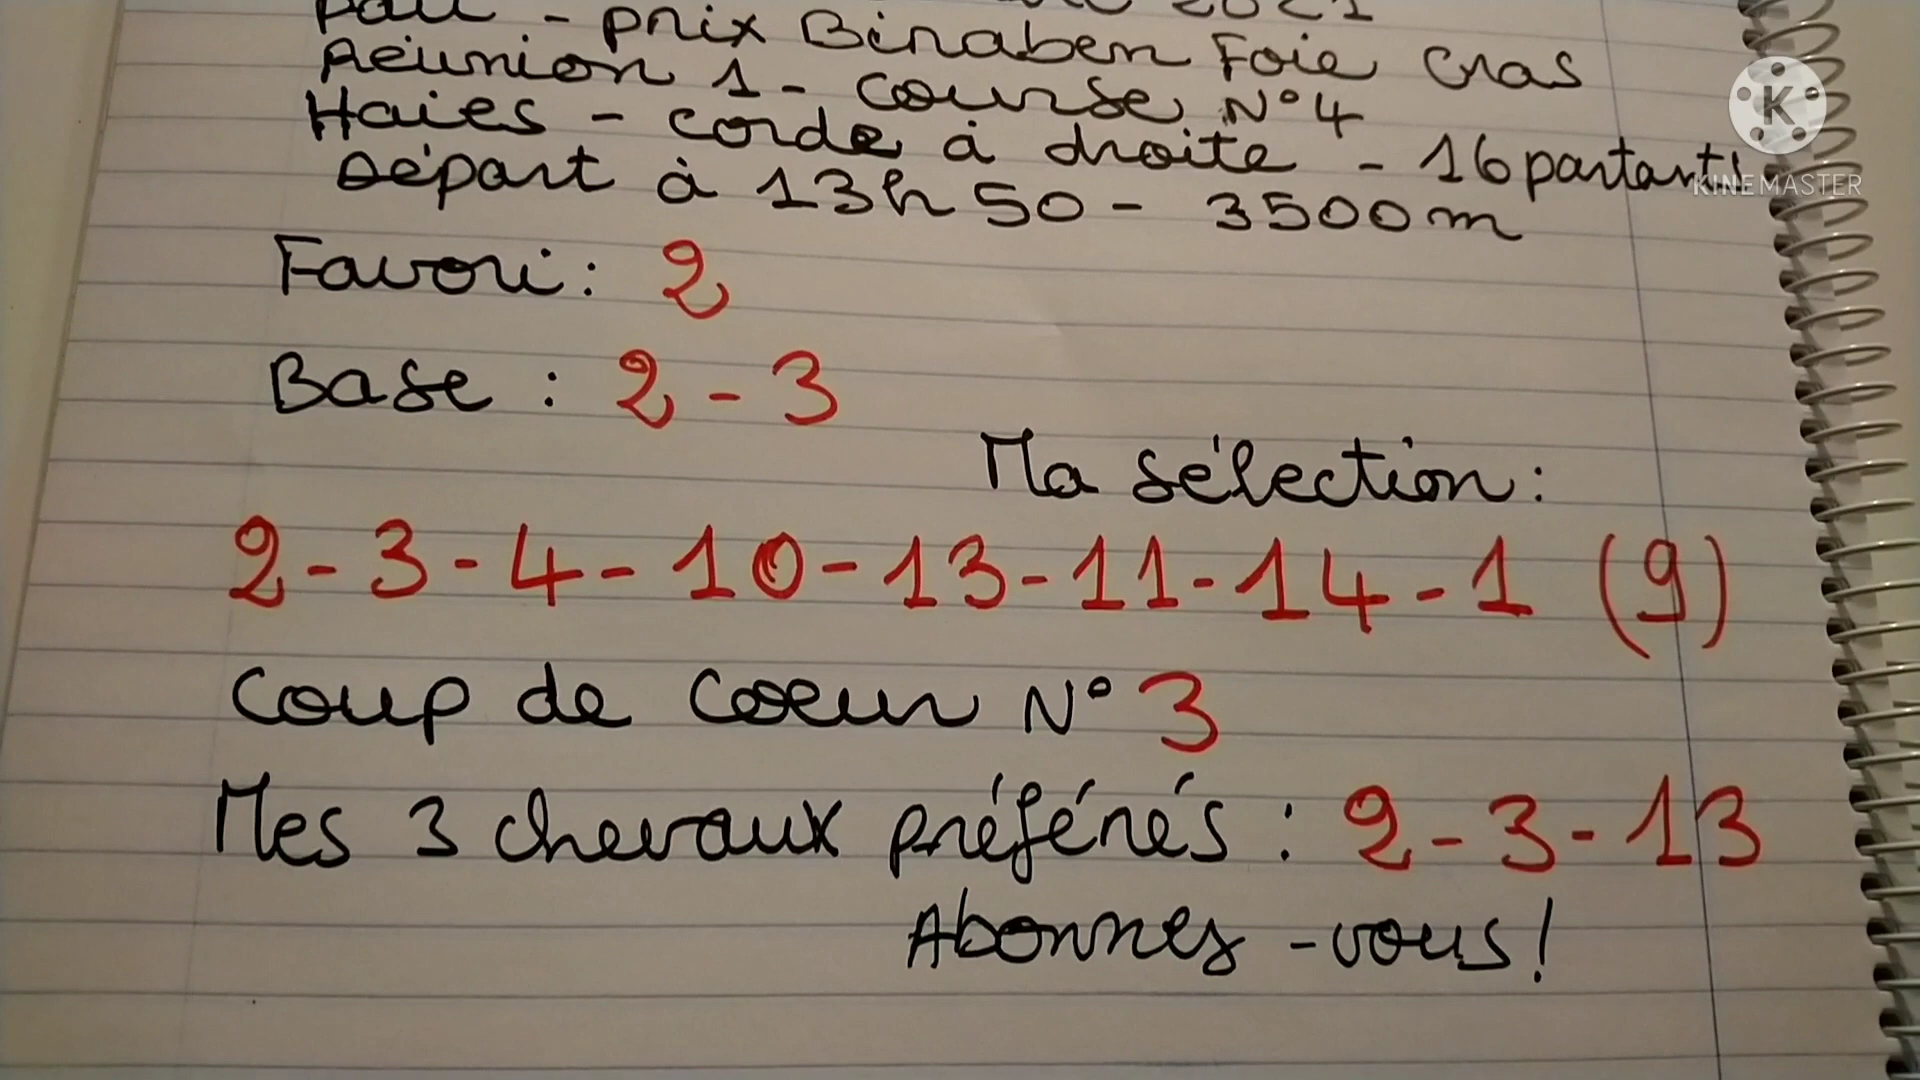 Pau - prix Binaben Foie Gras
Réunion 1 - course N°4
Haies - corde à droite - 16 partants
Départ à 13h50 - 3500m
Favori : 2
Base : 2 - 3
Ma sélection :
2 - 3 - 4 - 10 - 13 - 11 - 14 - 1 (9)
Coup de coeur N° 3
Mes 3 chevaux préférés : 2 - 3 - 13
Abonnez-vous !
K
KINEMASTER